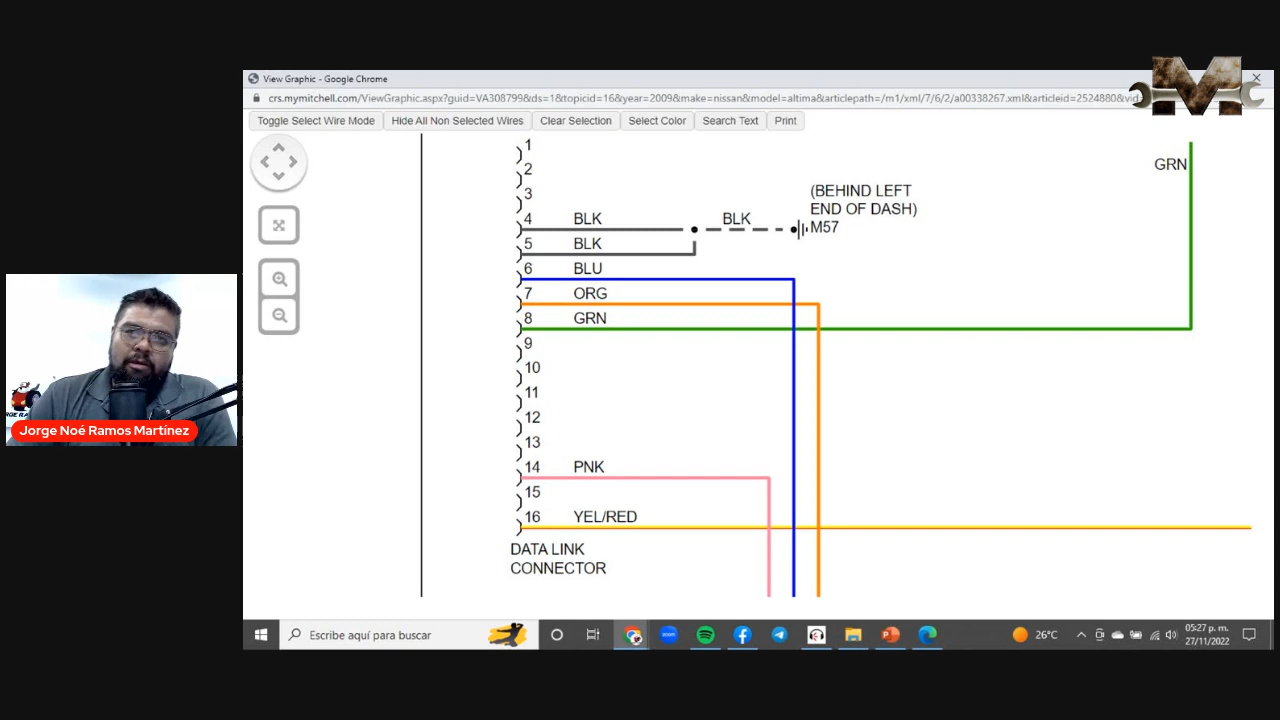 View Graphic - Google Chrome
crs.mymitchell.com/ViewGraphic.aspx?guid=VA308799&ds=1&topicid=16&year=2009&make=nissan&model=altima&articlepath=/m1/xml/7/6/2/a00338267.xml&articleid=2524880&vid=
Toggle Select Wire Mode Hide All Non Selected Wires Clear Selection Select Color Search Text Print
M
1
GRN
2
3
(BEHIND LEFT
END OF DASH)
M57
4 BLK BLK
5 BLK
6 BLU
7 ORG
8 GRN
9
10
11
12
13
14 PNK
15
16 YEL/RED
DATA LINK
CONNECTOR
Jorge Noé Ramos Martínez
Escribe aquí para buscar
zoom
26°C
05:27 p. m.
27/11/2022